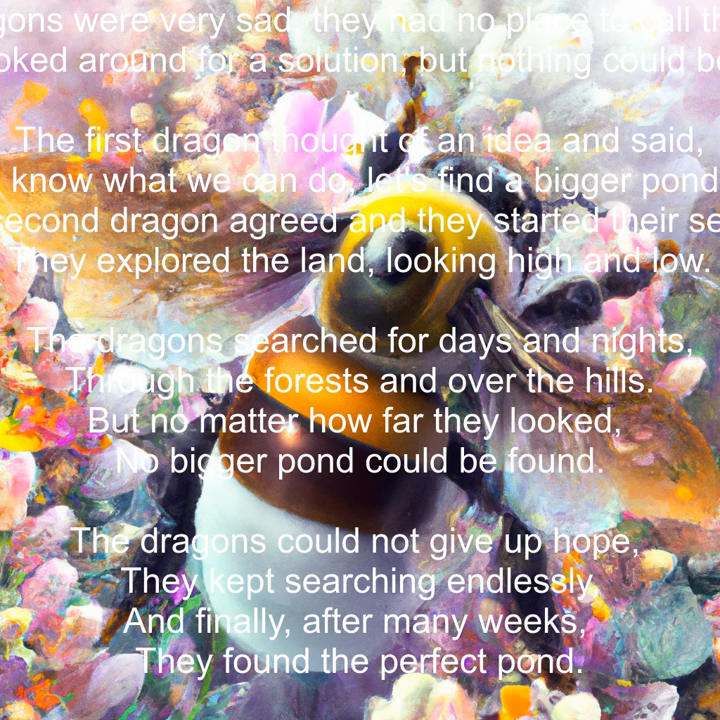 gons were very sad, they had no place to call th
oked around for a solution, but nothing could be
The first dragon thought of an idea and said,
know what we can do, let's find a bigger pond
second dragon agreed and they started their se
They explored the land, looking high and low.
The dragons searched for days and nights,
Through the forests and over the hills.
But no matter how far they looked,
No bigger pond could be found.
The dragons could not give up hope,
They kept searching endlessly
And finally, after many weeks,
They found the perfect pond.